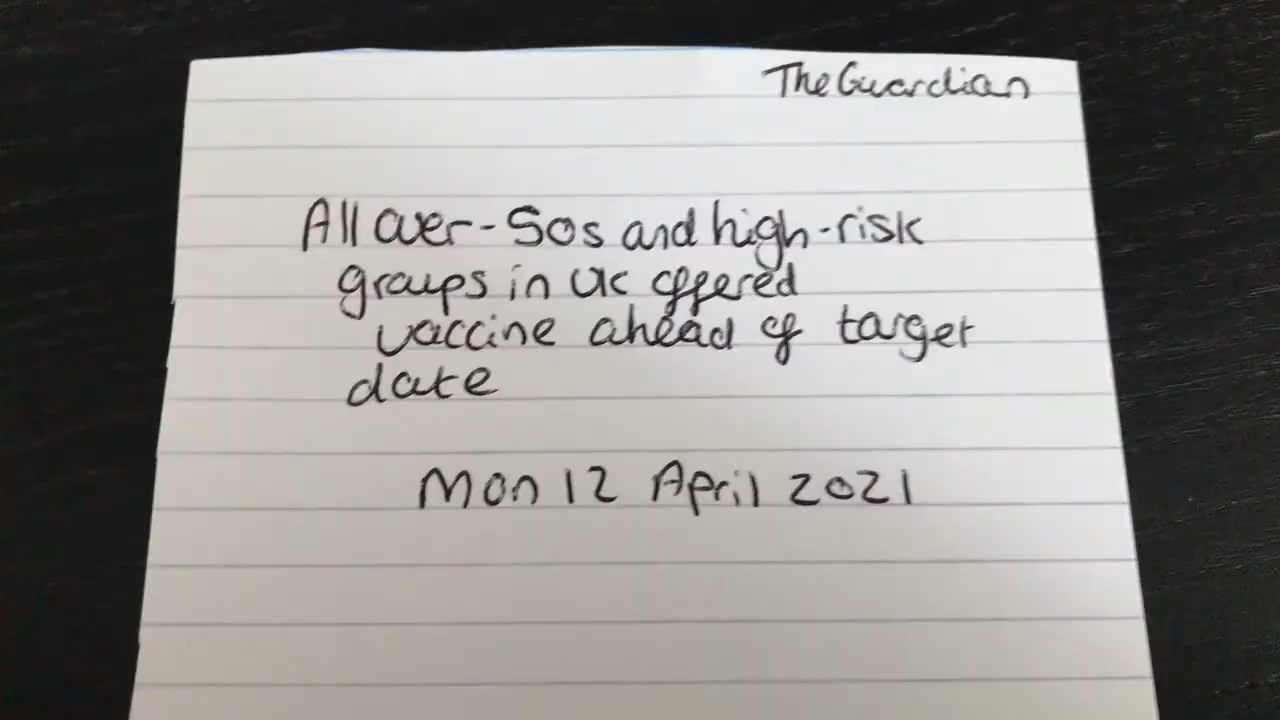 The Guardian
All over-50s and high-risk
groups in UK offered
vaccine ahead of target
date
Mon 12 April 2021